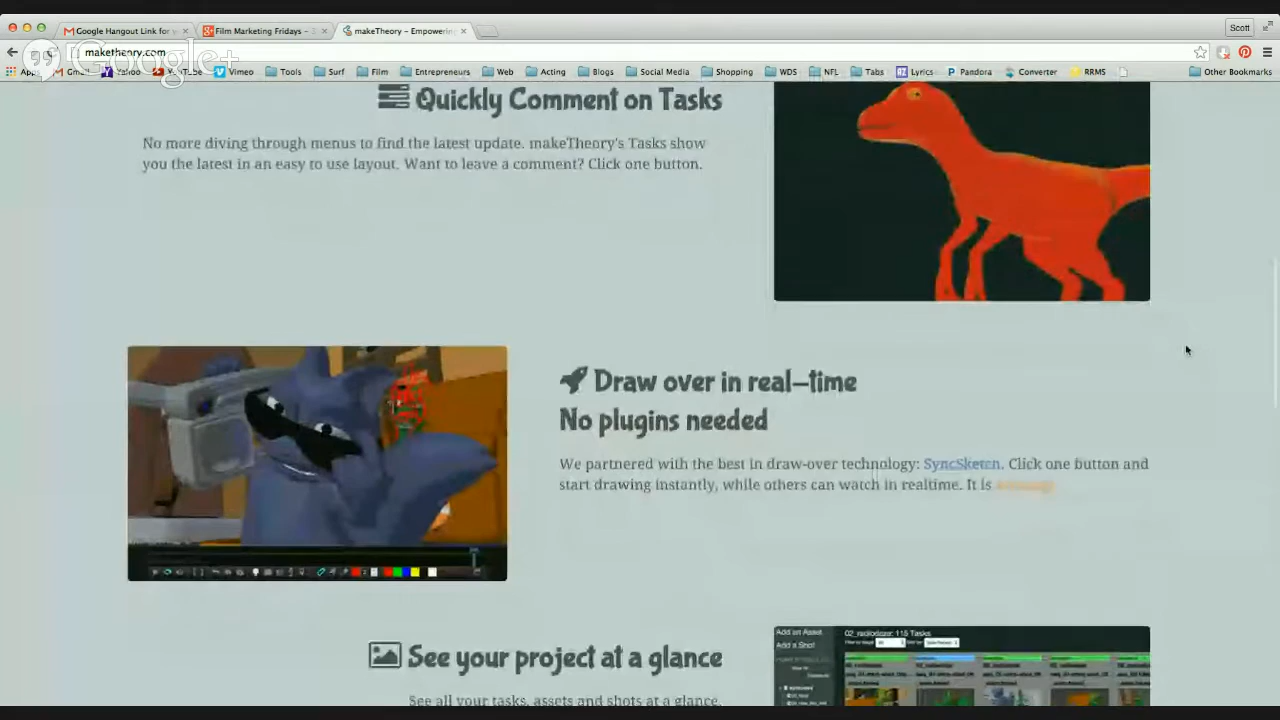 Google Hangout Link for
Film Marketing Fridays -
makeTheory - Empowering
Scott
Google+
maketheory.com
Apps
Gmail
Yahoo
YouTube
Vimeo
Tools
Surf
Film
Entrepreneurs
Web
Acting
Blogs
Social Media
Shopping
WDS
NFL
Tabs
Lyrics
Pandora
Converter
RRMS
Other Bookmarks
Quickly Comment on Tasks
No more diving through menus to find the latest update. makeTheory's Tasks show
you the latest in an easy to use layout. Want to leave a comment? Click one button.
Draw over in real-time
No plugins needed
We partnered with the best in draw-over technology: SyncSketch. Click one button and
start drawing instantly, while others can watch in realtime. It is
See your project at a glance
See all your tasks, assets and shots at a glance.
Add an Asset
Add a Shot
115 Tasks